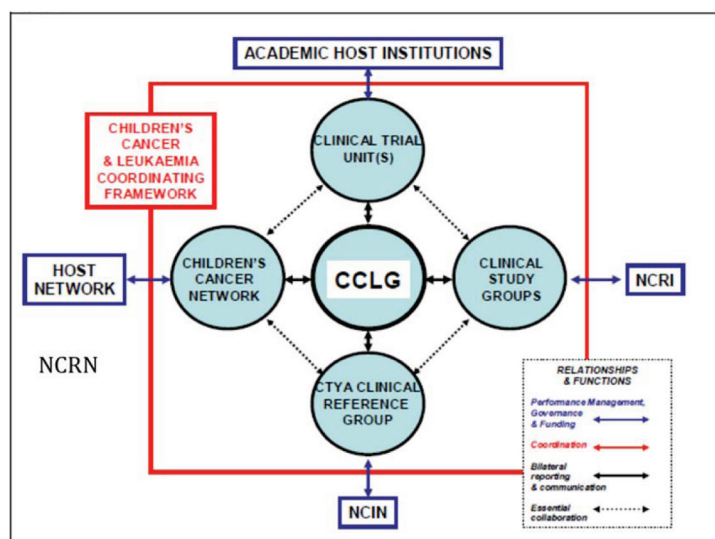 ACADEMIC HOST INSTITUTIONS
CHILDREN'S
CANCER
& LEUKAEMIA
COORDINATING
FRAMEWORK
CLINICAL TRIAL
UNIT(S)
HOST
NETWORK
CHILDREN'S
CANCER
NETWORK
CCLG
CLINICAL
STUDY
GROUPS
NCRI
NCRN
CTYA CLINICAL
REFERENCE
GROUP
NCIN
RELATIONSHIPS
& FUNCTIONS
Performance Management,
Governance
& Funding
Coordination
Bilateral
reporting
& communication
Essential
collaboration